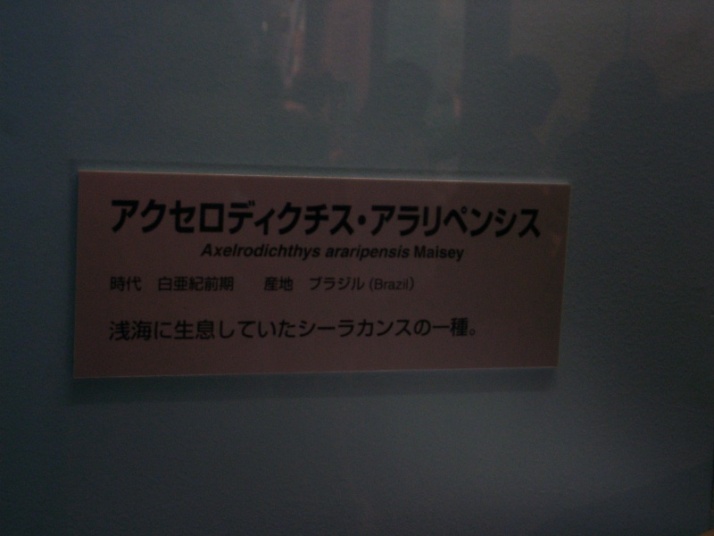 アクセロディクチス・アラリペンシス
Axelrodichthys araripensis Maisey
時代　白亜紀前期　　産地　ブラジル（Brazil）
浅海に生息していたシーラカンスの一種。